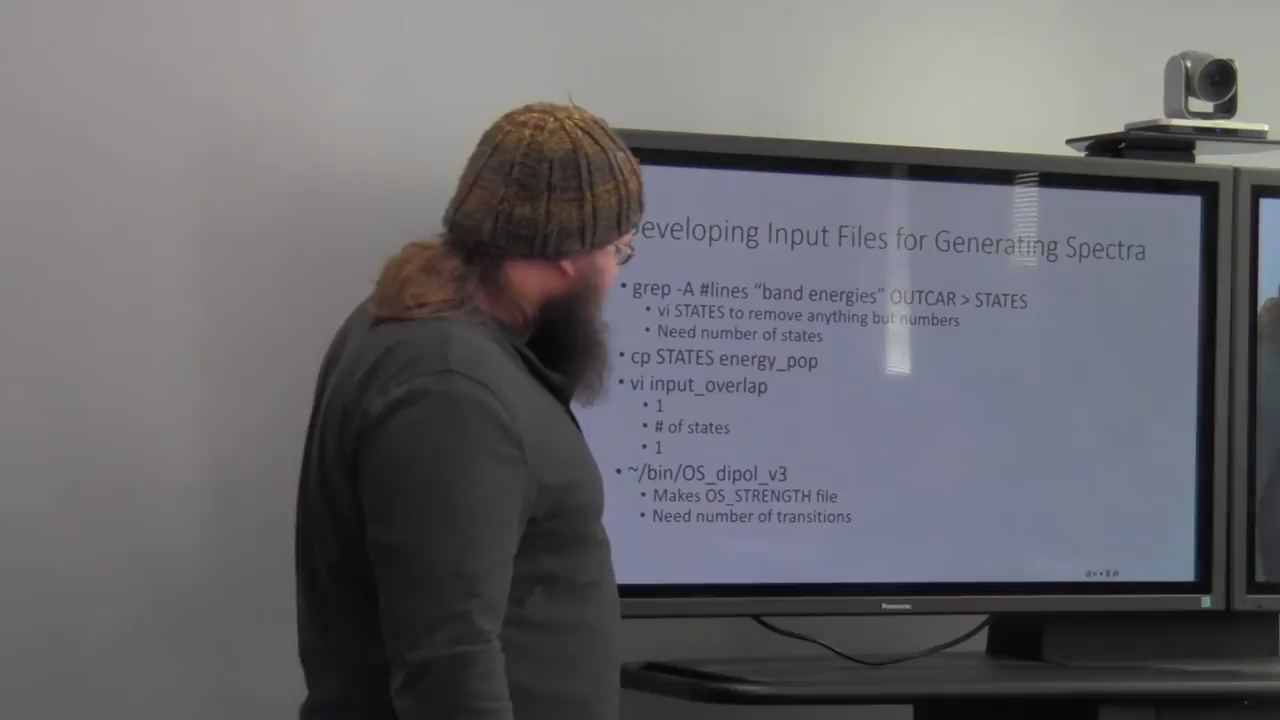 eveloping Input Files for Generating Spectra
• grep -A #lines “band energies” OUTCAR > STATES
• vi STATES to remove anything but numbers
• Need number of states
• cp STATES energy_pop
• vi input_overlap
• 1
• # of states
• 1
• ~/bin/OS_dipol_v3
• Makes OS_STRENGTH file
• Need number of transitions
Panasonic